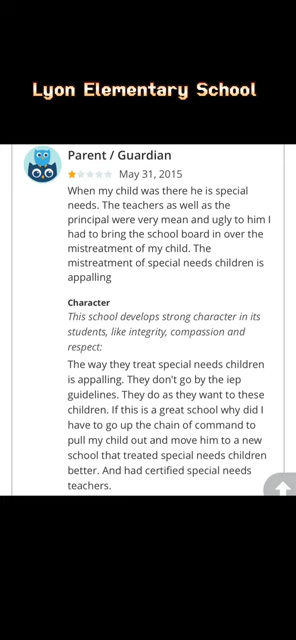 Lyon Elementary School
Parent / Guardian
May 31, 2015
When my child was there he is special
needs. The teachers as well as the
principal were very mean and ugly to him I
had to bring the school board in over the
mistreatment of my child. The
mistreatment of special needs children is
appalling
Character
This school develops strong character in its
students, like integrity, compassion and
respect:
The way they treat special needs children
is appalling. They don't go by the iep
guidelines. They do as they want to these
children. If this is a great school why did I
have to go up the chain of command to
pull my child out and move him to a new
school that treated special needs children
better. And had certified special needs
teachers.